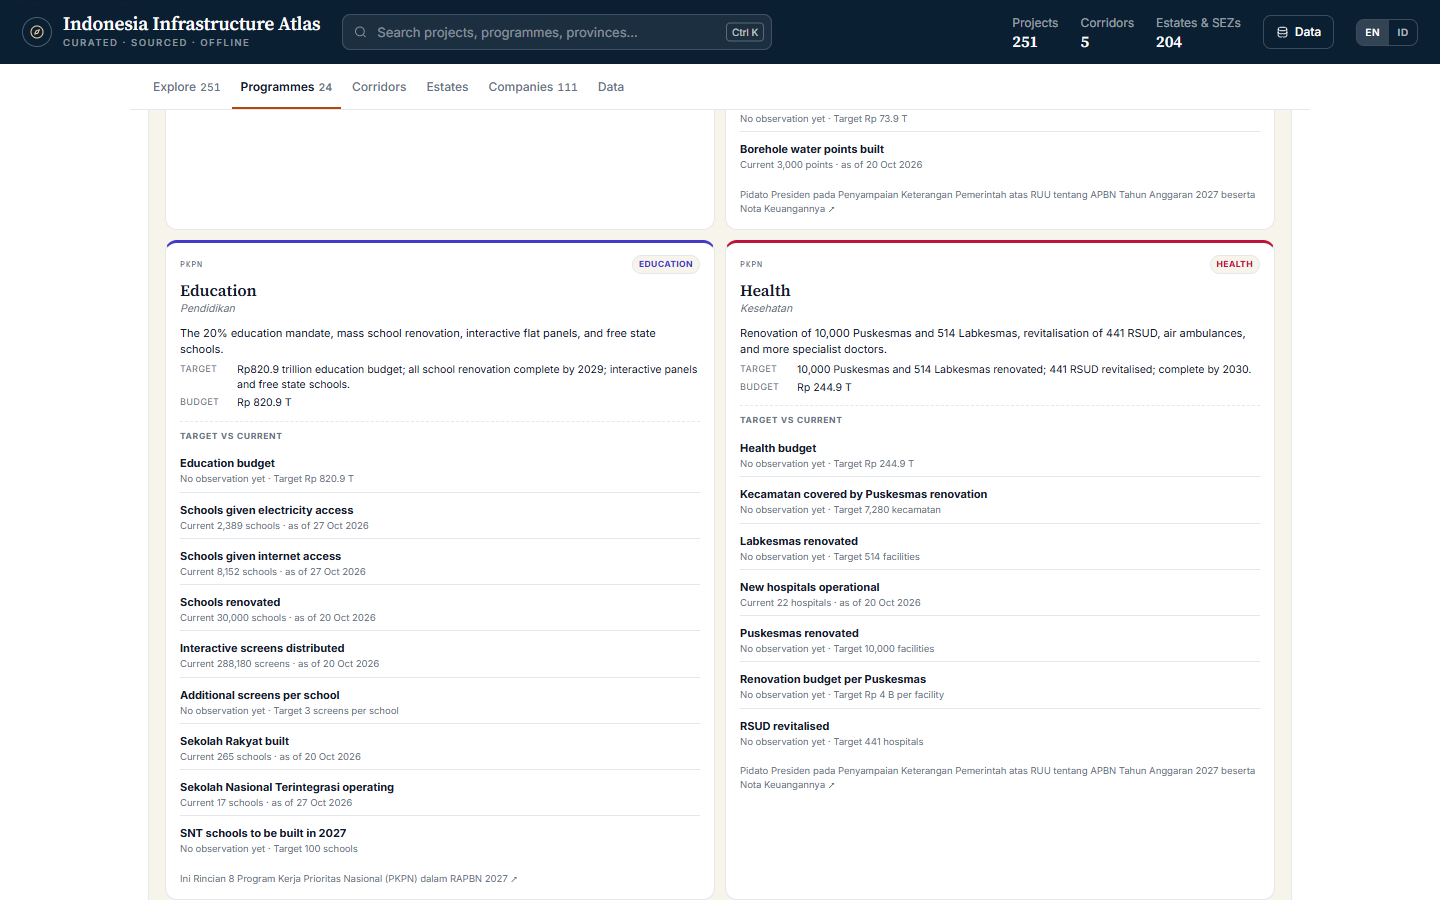 Indonesia Infrastructure Atlas
CURATED · SOURCED · OFFLINE
Search projects, programmes, provinces...
Ctrl K
Projects
251
Corridors
5
Estates & SEZs
204
Data
EN
ID
Explore 251
Programmes 24
Corridors
Estates
Companies 111
Data
No observation yet · Target Rp 73.9 T
Borehole water points built
Current 3,000 points · as of 20 Oct 2026
Pidato Presiden pada Penyampaian Keterangan Pemerintah atas RUU tentang APBN Tahun Anggaran 2027 beserta
Nota Keuangannya ↗
PKPN
EDUCATION
Education
Pendidikan
The 20% education mandate, mass school renovation, interactive flat panels, and free state
schools.
TARGET
Rp820.9 trillion education budget; all school renovation complete by 2029; interactive panels
and free state schools.
BUDGET
Rp 820.9 T
TARGET VS CURRENT
Education budget
No observation yet · Target Rp 820.9 T
Schools given electricity access
Current 2,389 schools · as of 27 Oct 2026
Schools given internet access
Current 8,152 schools · as of 27 Oct 2026
Schools renovated
Current 30,000 schools · as of 20 Oct 2026
Interactive screens distributed
Current 288,180 screens · as of 20 Oct 2026
Additional screens per school
No observation yet · Target 3 screens per school
Sekolah Rakyat built
Current 265 schools · as of 20 Oct 2026
Sekolah Nasional Terintegrasi operating
Current 17 schools · as of 27 Oct 2026
SNT schools to be built in 2027
No observation yet · Target 100 schools
Ini Rincian 8 Program Kerja Prioritas Nasional (PKPN) dalam RAPBN 2027 ↗
PKPN
HEALTH
Health
Kesehatan
Renovation of 10,000 Puskesmas and 514 Labkesmas, revitalisation of 441 RSUD, air ambulances,
and more specialist doctors.
TARGET
10,000 Puskesmas and 514 Labkesmas renovated; 441 RSUD revitalised; complete by 2030.
BUDGET
Rp 244.9 T
TARGET VS CURRENT
Health budget
No observation yet · Target Rp 244.9 T
Kecamatan covered by Puskesmas renovation
No observation yet · Target 7,280 kecamatan
Labkesmas renovated
No observation yet · Target 514 facilities
New hospitals operational
Current 22 hospitals · as of 20 Oct 2026
Puskesmas renovated
No observation yet · Target 10,000 facilities
Renovation budget per Puskesmas
No observation yet · Target Rp 4 B per facility
RSUD revitalised
No observation yet · Target 441 hospitals
Pidato Presiden pada Penyampaian Keterangan Pemerintah atas RUU tentang APBN Tahun Anggaran 2027 beserta
Nota Keuangannya ↗